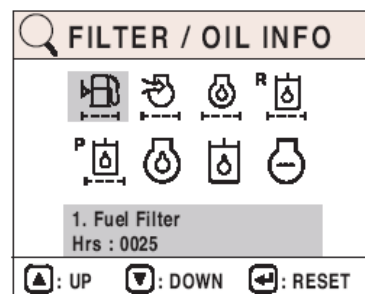 FILTER / OIL INFO
R
P
1. Fuel Filter
Hrs : 0025
: UP : DOWN : RESET